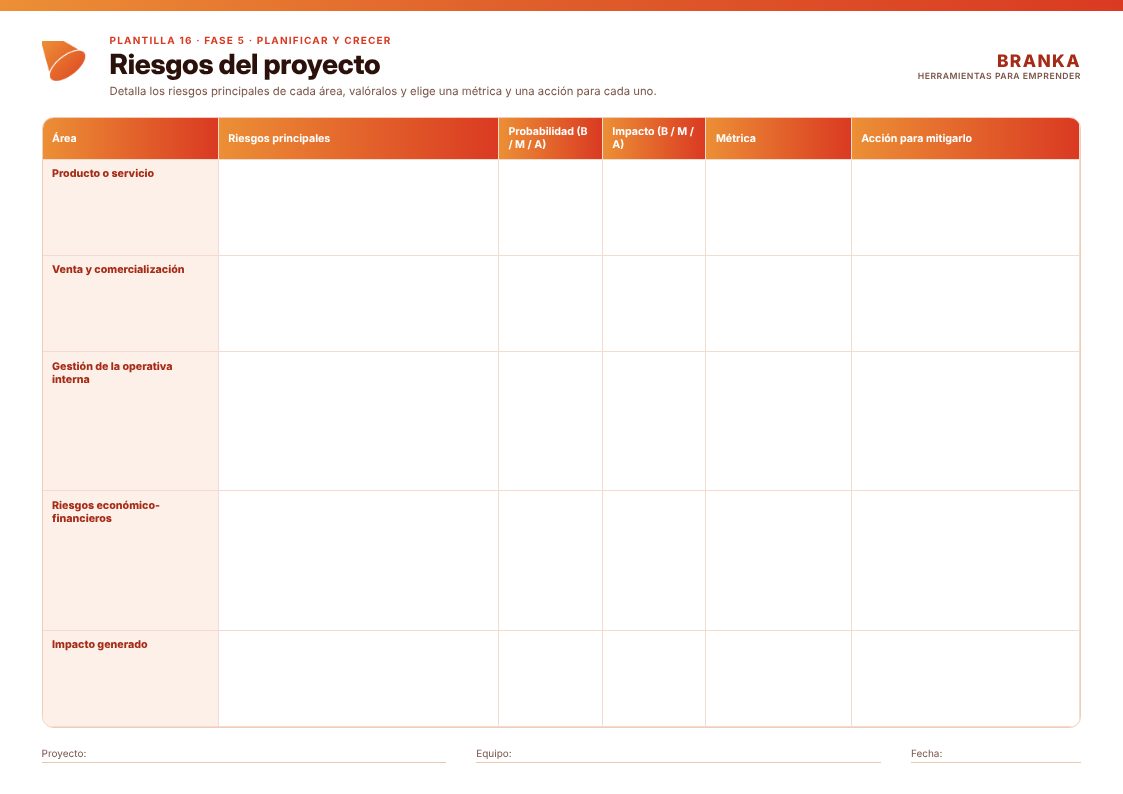 PLANTILLA 16 · FASE 5 · PLANIFICAR Y CRECER
Riesgos del proyecto
Detalla los riesgos principales de cada área, valóralos y elige una métrica y una acción para cada uno.
BRANKA
HERRAMIENTAS PARA EMPRENDER
Área
Riesgos principales
Probabilidad (B
/ M / A)
Impacto (B / M /
A)
Métrica
Acción para mitigarlo
Producto o servicio
Venta y comercialización
Gestión de la operativa
interna
Riesgos económico-
financieros
Impacto generado
Proyecto:
Equipo:
Fecha: